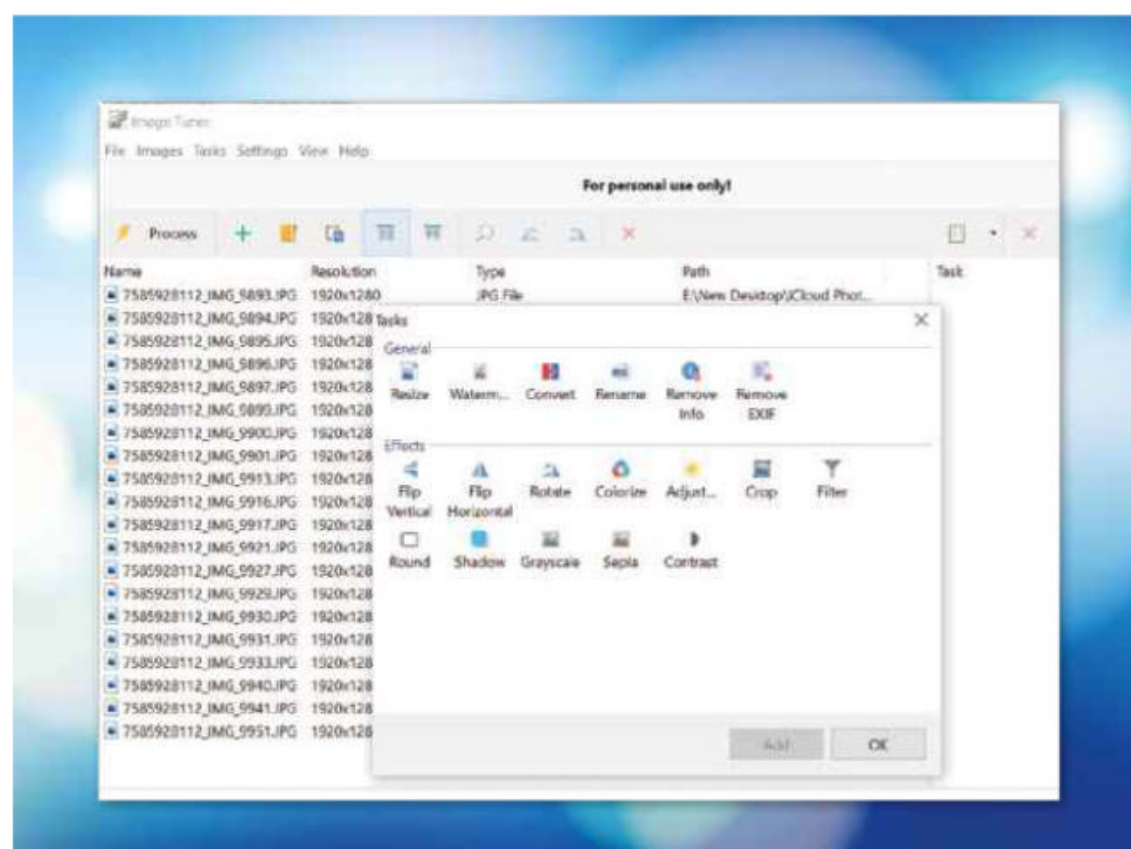 Image Tuner
File Images Tasks Settings View Help
For personal use only!
Process
Name Resolution Type Path Task
7585928112_IMG_9893.JPG 1920x1280 JPG File E:\New Desktop\iCloud Phot...
7585928112_IMG_9894.JPG 1920x128
7585928112_IMG_9895.JPG 1920x128
7585928112_IMG_9896.JPG 1920x128
7585928112_IMG_9897.JPG 1920x128
7585928112_IMG_9899.JPG 1920x128
7585928112_IMG_9900.JPG 1920x128
7585928112_IMG_9901.JPG 1920x128
7585928112_IMG_9913.JPG 1920x128
7585928112_IMG_9916.JPG 1920x128
7585928112_IMG_9917.JPG 1920x128
7585928112_IMG_9921.JPG 1920x128
7585928112_IMG_9927.JPG 1920x128
7585928112_IMG_9929.JPG 1920x128
7585928112_IMG_9930.JPG 1920x128
7585928112_IMG_9931.JPG 1920x128
7585928112_IMG_9933.JPG 1920x128
7585928112_IMG_9940.JPG 1920x128
7585928112_IMG_9941.JPG 1920x128
7585928112_IMG_9951.JPG 1920x128
Tasks
General
Resize Waterm... Convert Rename Remove Info Remove EXIF
Effects
Flip Vertical Flip Horizontal Rotate Colorize Adjust... Crop Filter
Round Shadow Grayscale Sepia Contrast
Add OK